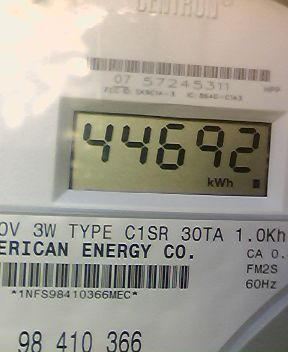 CENTRON
07 57245311
HPP
44692
kWh
0V 3W TYPE C1SR 30TA 1.0Kh
ERICAN ENERGY CO.
CA 0.
FM2S
60Hz
*1NFS98410366MEC*
98 410 366